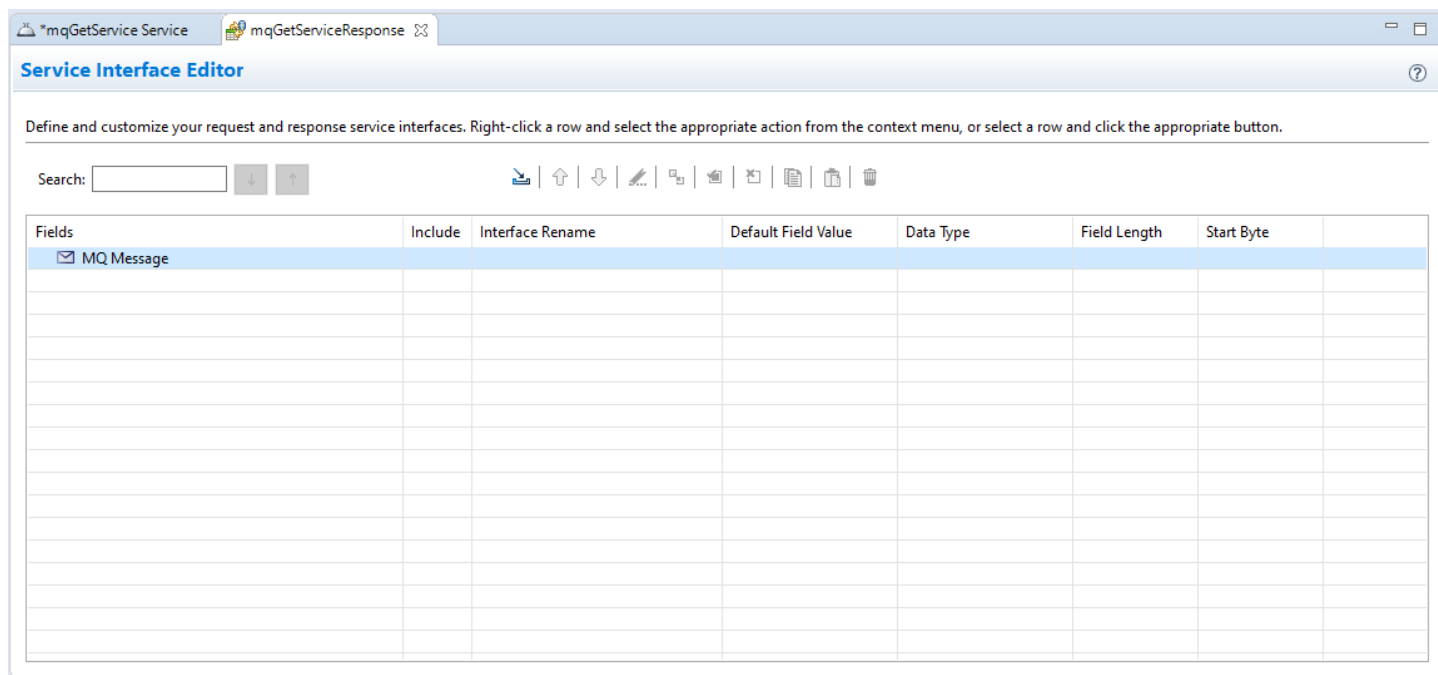 *mqGetService Service mqGetServiceResponse
Service Interface Editor
Define and customize your request and response service interfaces. Right-click a row and select the appropriate action from the context menu, or select a row and click the appropriate button.
Search:
Fields Include Interface Rename Default Field Value Data Type Field Length Start Byte
MQ Message